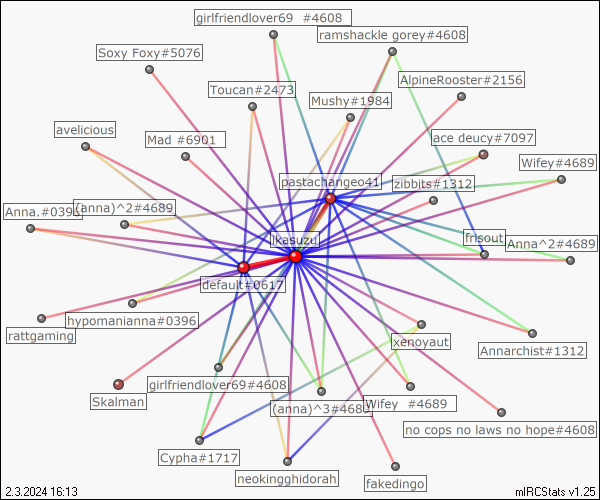 girlfriendlover69 #4608
ramshackle gorey#4608
Soxy Foxy#5076
AlpineRooster#2156
Toucan#2473
Mushy#1984
avelicious
Mad #6901
ace deucy#7097
Wifey#4689
pastachangeo41
zibbits#1312
Anna.#0396
(anna)^2#4689
ikasuzu
frisout
Anna^2#4689
default#0617
hypomanianna#0396
rattgaming
xenoyaut
Annarchist#1312
girlfriendlover69#4608
Skalman
(anna)^3#4689
Wifey #4689
no cops no laws no hope#4608
Cypha#1717
neokingghidorah
fakedingo
2.3.2024 16:13
mIRCStats v1.25